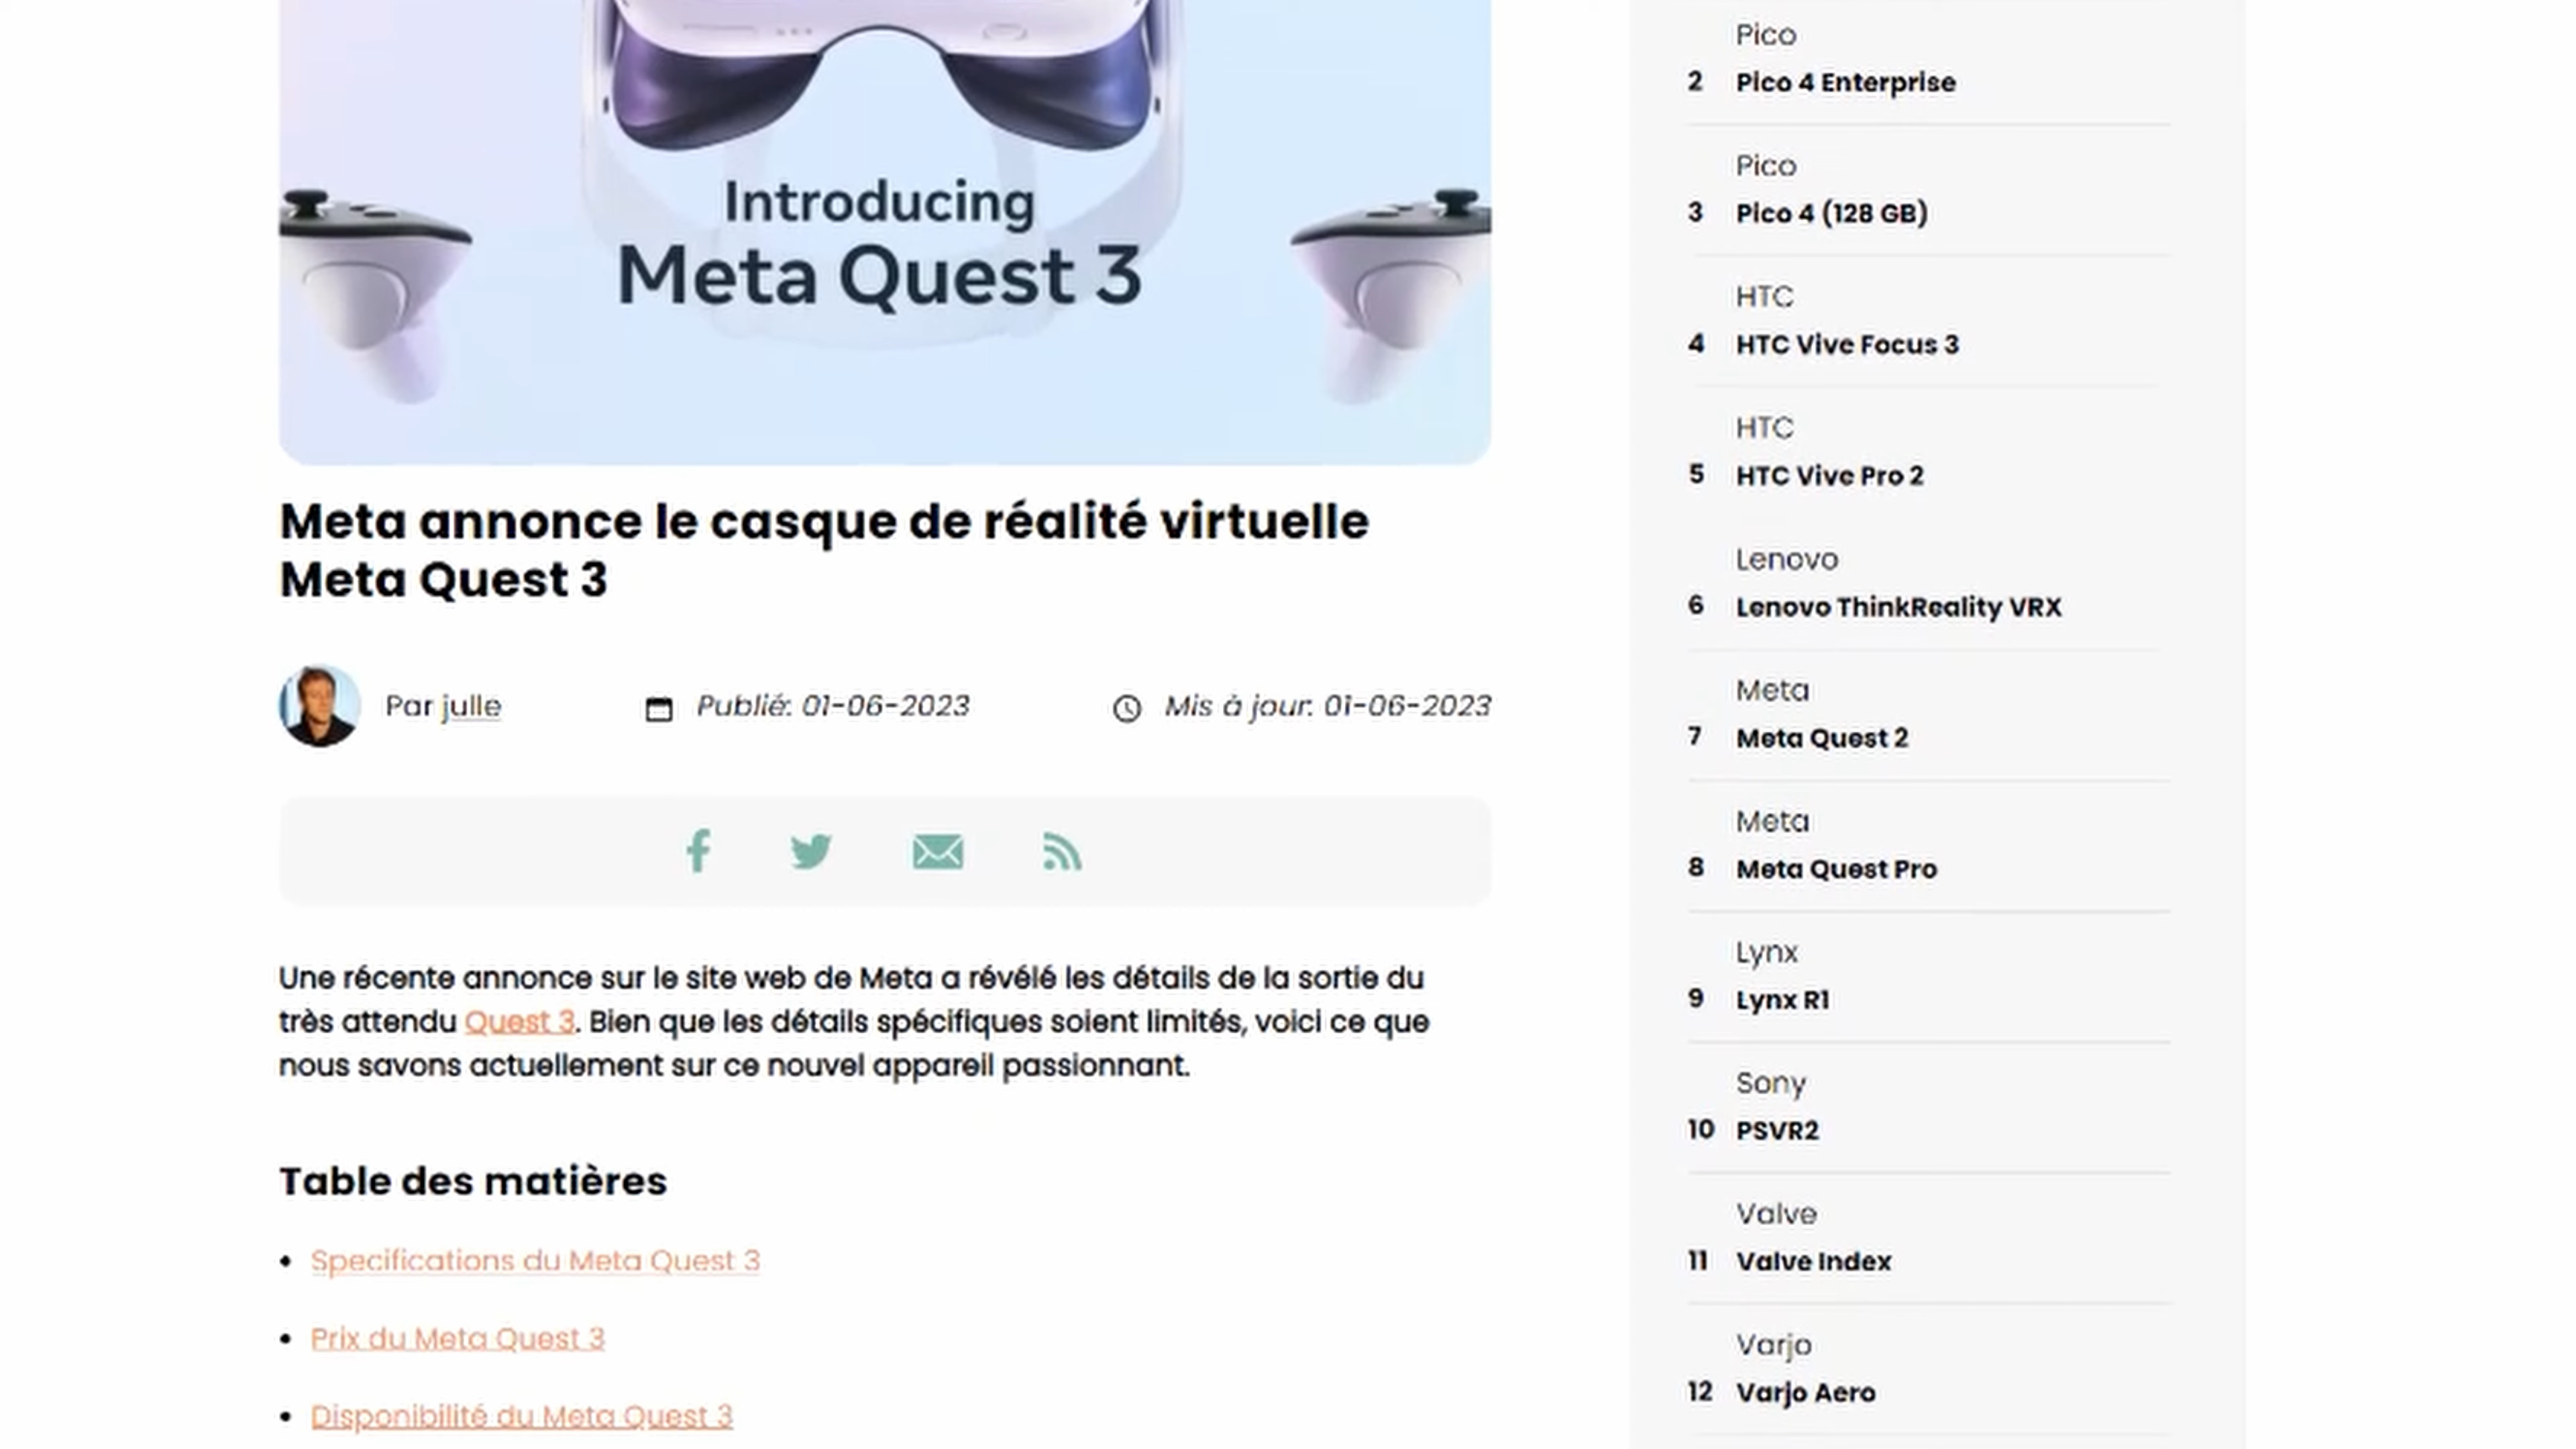 Introducing
Meta Quest 3
Meta annonce le casque de réalité virtuelle
Meta Quest 3
Par julle
Publié: 01-06-2023
Mis à jour: 01-06-2023
Une récente annonce sur le site web de Meta a révélé les détails de la sortie du
très attendu Quest 3. Bien que les détails spécifiques soient limités, voici ce que
nous savons actuellement sur ce nouvel appareil passionnant.
Table des matières
• Specifications du Meta Quest 3
• Prix du Meta Quest 3
• Disponibilité du Meta Quest 3
Pico
2 Pico 4 Enterprise
Pico
3 Pico 4 (128 GB)
HTC
4 HTC Vive Focus 3
HTC
5 HTC Vive Pro 2
Lenovo
6 Lenovo ThinkReality VRX
Meta
7 Meta Quest 2
Meta
8 Meta Quest Pro
Lynx
9 Lynx R1
Sony
10 PSVR2
Valve
11 Valve Index
Varjo
12 Varjo Aero